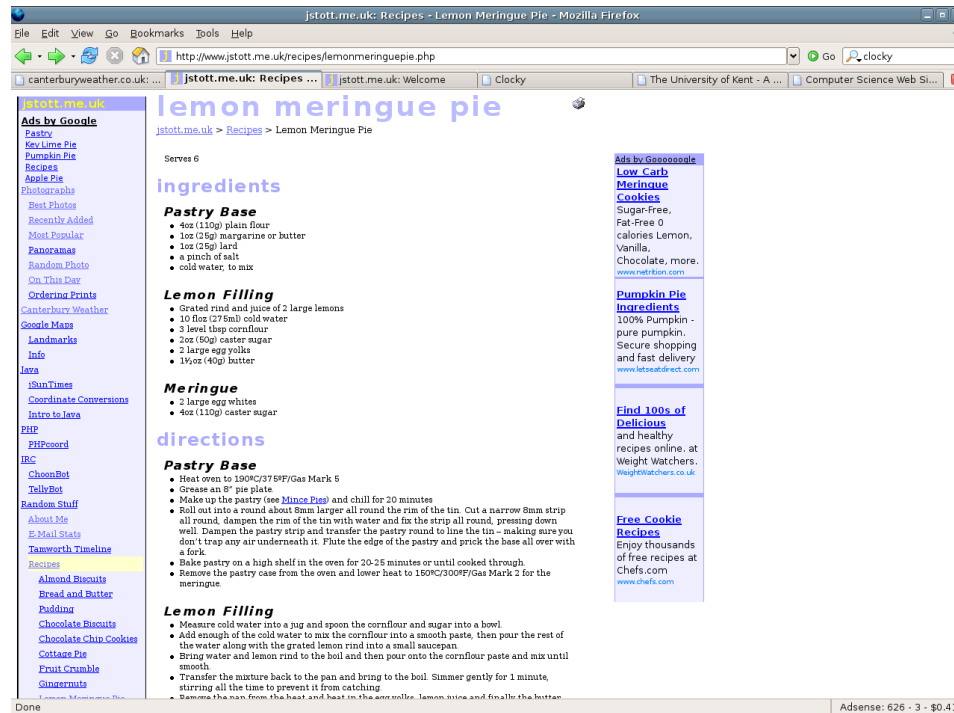 jstott.me.uk: Recipes - Lemon Meringue Pie - Mozilla Firefox
File Edit View Go Bookmarks Tools Help
http://www.jstott.me.uk/recipes/lemonmeringuepie.php
Go
clocky
canterburyweather.co.uk: ...
jstott.me.uk: Recipes ...
jstott.me.uk: Welcome
Clocky
The University of Kent - A ...
Computer Science Web Si...
jstott.me.uk
Ads by Google
Pastry
Key Lime Pie
Pumpkin Pie
Recipes
Apple Pie
Photographs
Best Photos
Recently Added
Most Popular
Panoramas
Random Photo
On This Day
Ordering Prints
Canterbury Weather
Google Maps
Landmarks
Info
Java
iSunTimes
Coordinate Conversions
Intro to Java
PHP
PHPcoord
IRC
ChoonBot
TellyBot
Random Stuff
About Me
E-Mail Stats
Tamworth Timeline
Recipes
Almond Biscuits
Bread and Butter
Pudding
Chocolate Biscuits
Chocolate Chip Cookies
Cottage Pie
Fruit Crumble
Gingernuts
Lemon Meringue Pie
lemon meringue pie
jstott.me.uk > Recipes > Lemon Meringue Pie
Serves 6
ingredients
Pastry Base
4oz (110g) plain flour
1oz (25g) margarine or butter
1oz (25g) lard
a pinch of salt
cold water, to mix
Lemon Filling
Grated rind and juice of 2 large lemons
10 floz (275ml) cold water
3 level tbsp cornflour
2oz (50g) caster sugar
2 large egg yolks
1½oz (40g) butter
Meringue
2 large egg whites
4oz (110g) caster sugar
directions
Pastry Base
Heat oven to 190ºC/375ºF/Gas Mark 5
Grease an 8" pie plate.
Make up the pastry (see Mince Pies) and chill for 20 minutes
Roll out into a round about 8mm larger all round the rim of the tin. Cut a narrow 8mm strip
all round, dampen the rim of the tin with water and fix the strip all round, pressing down
well. Dampen the pastry strip and transfer the pastry round to line the tin – making sure you
don't trap any air underneath it. Flute the edge of the pastry and prick the base all over with
a fork.
Bake pastry on a high shelf in the oven for 20-25 minutes or until cooked through.
Remove the pastry case from the oven and lower heat to 150ºC/300ºF/Gas Mark 2 for the
meringue.
Lemon Filling
Measure cold water into a jug and spoon the cornflour and sugar into a bowl.
Add enough of the cold water to mix the cornflour into a smooth paste, then pour the rest of
the water along with the grated lemon rind into a small saucepan.
Bring water and lemon rind to the boil and then pour onto the cornflour paste and mix until
smooth.
Transfer the mixture back to the pan and bring to the boil. Simmer gently for 1 minute,
stirring all the time to prevent it from catching.
Remove the pan from the heat and beat in the egg yolks, lemon juice and finally the butter.
Ads by Goooooogle
Low Carb
Meringue
Cookies
Sugar-Free,
Fat-Free 0
calories Lemon,
Vanilla,
Chocolate, more.
www.netrition.com
Pumpkin Pie
Ingredients
100% Pumpkin -
pure pumpkin.
Secure shopping
and fast delivery
www.letseatdirect.com
Find 100s of
Delicious
and healthy
recipes online. at
Weight Watchers.
WeightWatchers.co.uk
Free Cookie
Recipes
Enjoy thousands
of free recipes at
Chefs.com
www.chefs.com
Done
Adsense: 626 - 3 - $0.4